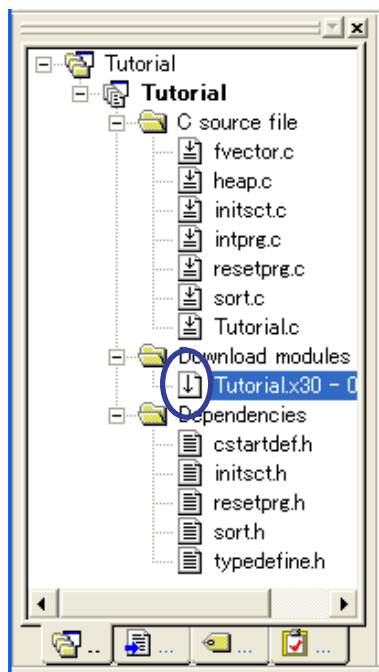 Tutorial
Tutorial
C source file
fvector.c
heap.c
initsct.c
intprg.c
resetprg.c
sort.c
Tutorial.c
Download modules
Tutorial.x30 - 0
Dependencies
cstartdef.h
initsct.h
resetprg.h
sort.h
typedefine.h
.. ... ... ...